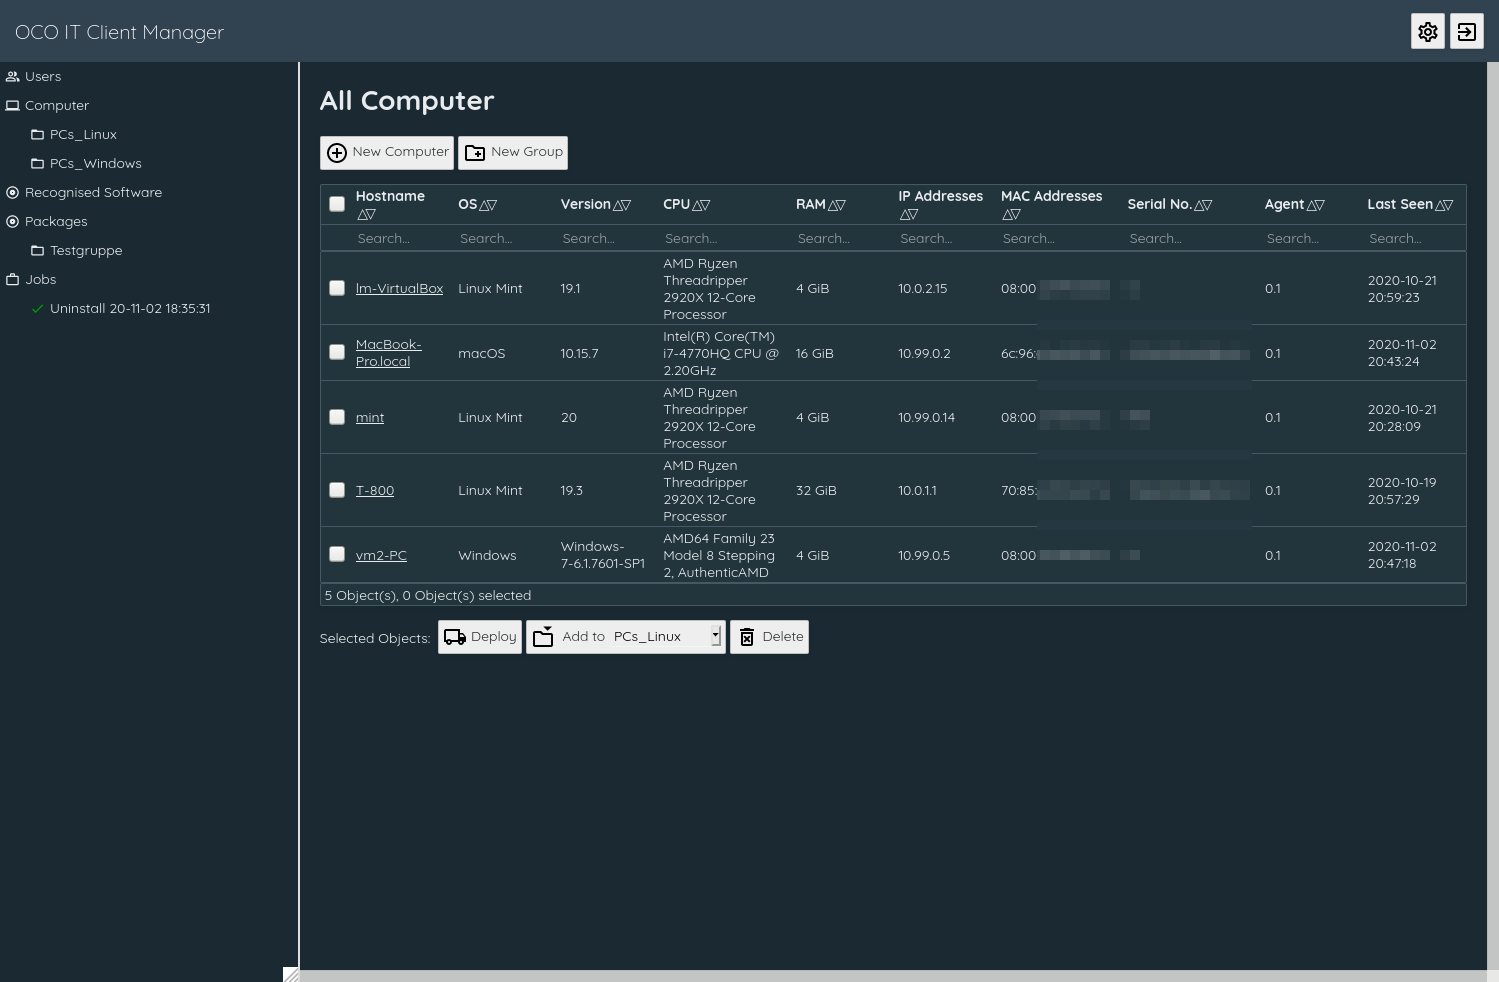 OCO IT Client Manager
Users
Computer
PCs_Linux
PCs_Windows
Recognised Software
Packages
Testgruppe
Jobs
Uninstall 20-11-02 18:35:31
All Computer
New Computer New Group
Hostname OS Version CPU RAM IP Addresses MAC Addresses Serial No. Agent Last Seen
Search... Search... Search... Search... Search... Search... Search... Search... Search... Search...
AMD Ryzen
Threadripper
2920X 12-Core
Processor
lm-VirtualBox Linux Mint 19.1 4 GiB 10.0.2.15 08:00 0.1
2020-10-21
20:59:23
MacBook-
Pro.local
macOS 10.15.7
Intel(R) Core(TM)
i7-4770HQ CPU @
2.20GHz
16 GiB 10.99.0.2 6c:96: 0.1
2020-11-02
20:43:24
mint Linux Mint 20
AMD Ryzen
Threadripper
2920X 12-Core
Processor
4 GiB 10.99.0.14 08:00 0.1
2020-10-21
20:28:09
T-800 Linux Mint 19.3
AMD Ryzen
Threadripper
2920X 12-Core
Processor
32 GiB 10.0.1.1 70:85: 0.1
2020-10-19
20:57:29
vm2-PC Windows
Windows-
7-6.1.7601-SP1
AMD64 Family 23
Model 8 Stepping
2, AuthenticAMD
4 GiB 10.99.0.5 08:00 0.1
2020-11-02
20:47:18
5 Object(s), 0 Object(s) selected
Selected Objects: Deploy Add to PCs_Linux Delete